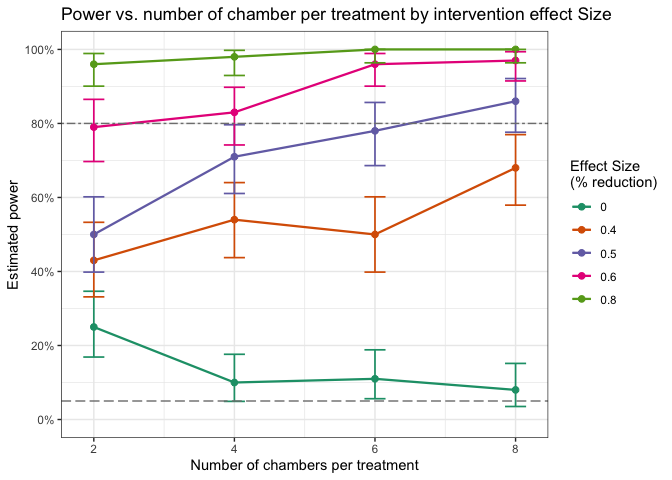 Power vs. number of chamber per treatment by intervention effect Size
100%
80%
60%
40%
20%
0%
Estimated power
2 4 6 8
Number of chambers per treatment
Effect Size
(% reduction)
0
0.4
0.5
0.6
0.8